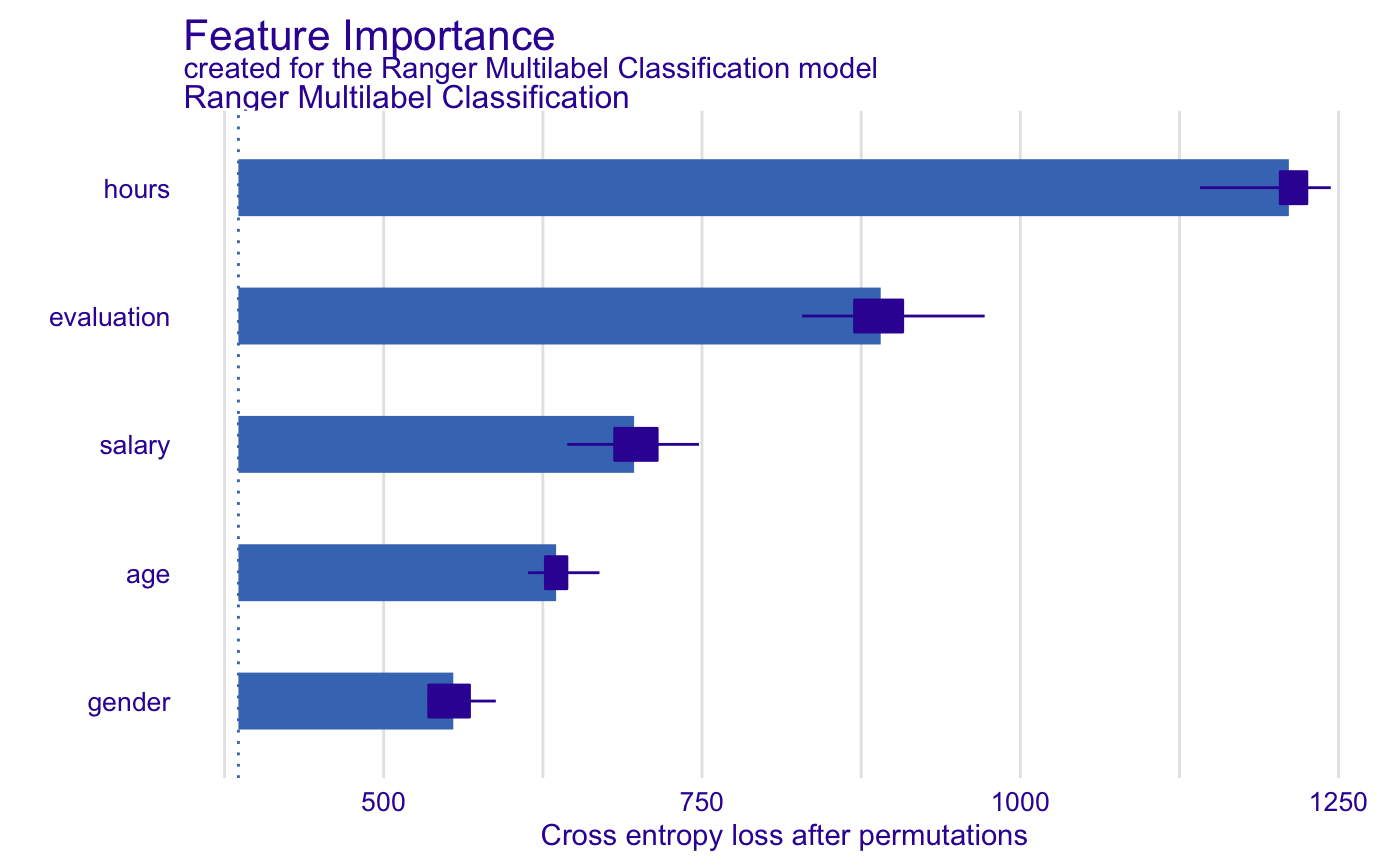 Feature Importance
created for the Ranger Multilabel Classification model
Ranger Multilabel Classification
hours
evaluation
salary
age
gender
500 750 1000 1250
Cross entropy loss after permutations